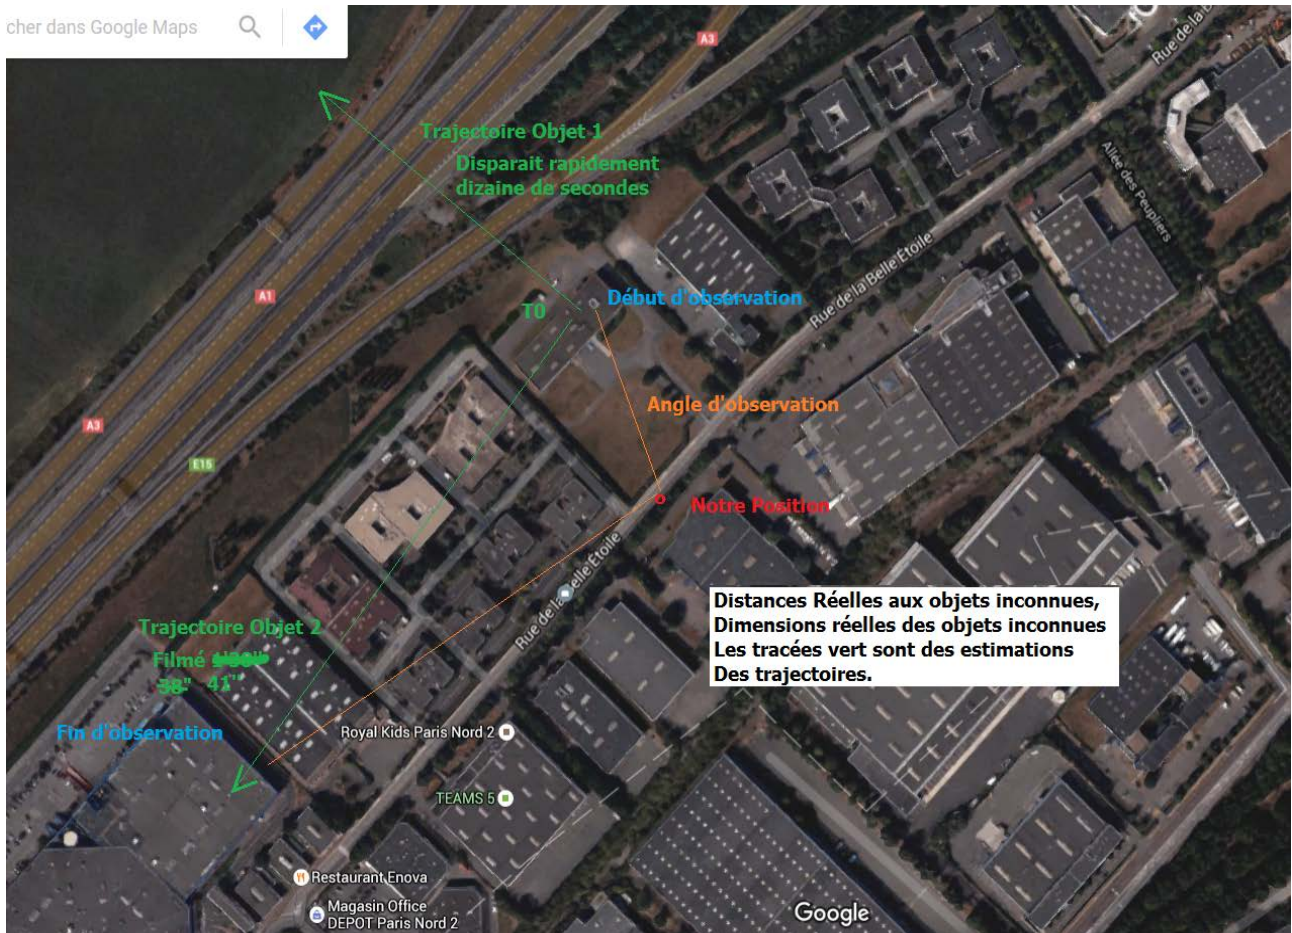 cher dans Google Maps
A3
Rue de la B
Trajectoire Objet 1
Disparait rapidement
dizaine de secondes
Allée des Peupliers
Rue de la Belle Étoile
A1
T0
Début d'observation
A3
Angle d'observation
E15
Notre Position
Rue de la Belle Étoile
Distances Réelles aux objets inconnues,
Dimensions réelles des objets inconnues
Les tracées vert sont des estimations
Des trajectoires.
Trajectoire Objet 2
Filmé
38" 41''
Fin d'observation
Royal Kids Paris Nord 2
TEAMS 5
Restaurant Enova
Magasin Office
DEPOT Paris Nord 2
Google